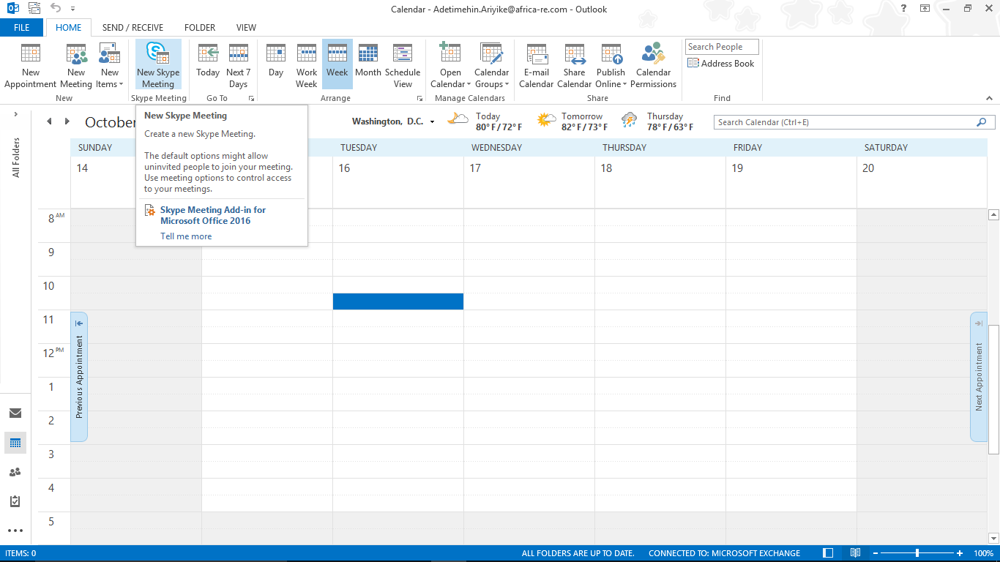 Calendar - Adetimehin.Ariyike@africa-re.com - Outlook
FILE HOME SEND / RECEIVE FOLDER VIEW
New Appointment
New Meeting
New Items
New
New Skype Meeting
Skype Meeting
Today
Next 7 Days
Go To
Day
Work Week
Week
Month
Schedule View
Arrange
Open Calendar
Calendar Groups
Manage Calendars
E-mail Calendar
Share Calendar
Publish Online
Calendar Permissions
Share
Search People
Address Book
Find
All Folders
October
New Skype Meeting
Create a new Skype Meeting.
The default options might allow
uninvited people to join your meeting.
Use meeting options to control access
to your meetings.
Skype Meeting Add-in for
Microsoft Office 2016
Tell me more
Washington, D.C.
Today
80° F / 72° F
Tomorrow
82° F / 73° F
Thursday
78° F / 63° F
Search Calendar (Ctrl+E)
SUNDAY TUESDAY WEDNESDAY THURSDAY FRIDAY SATURDAY
14 16 17 18 19 20
8 AM
9
10
11
12 PM
1
2
3
4
5
Previous Appointment
Next Appointment
ITEMS: 0 ALL FOLDERS ARE UP TO DATE. CONNECTED TO: MICROSOFT EXCHANGE 100%